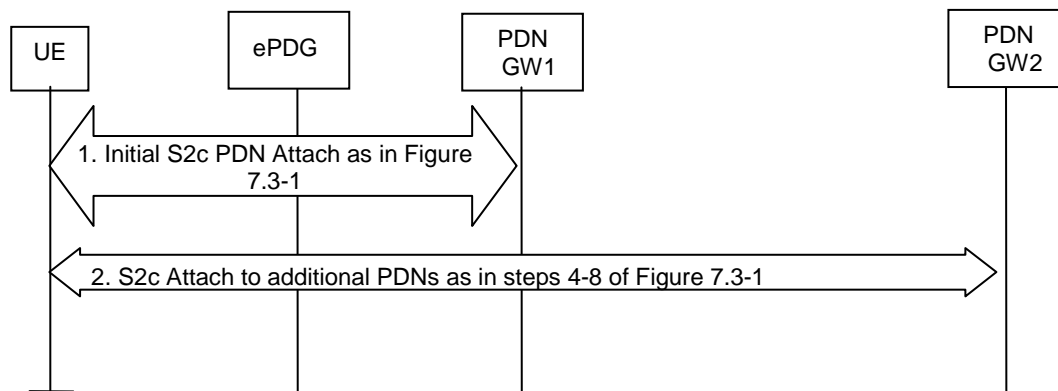 UE
ePDG
PDN
GW1
PDN
GW2
1. Initial S2c PDN Attach as in Figure
7.3-1
2. S2c Attach to additional PDNs as in steps 4-8 of Figure 7.3-1